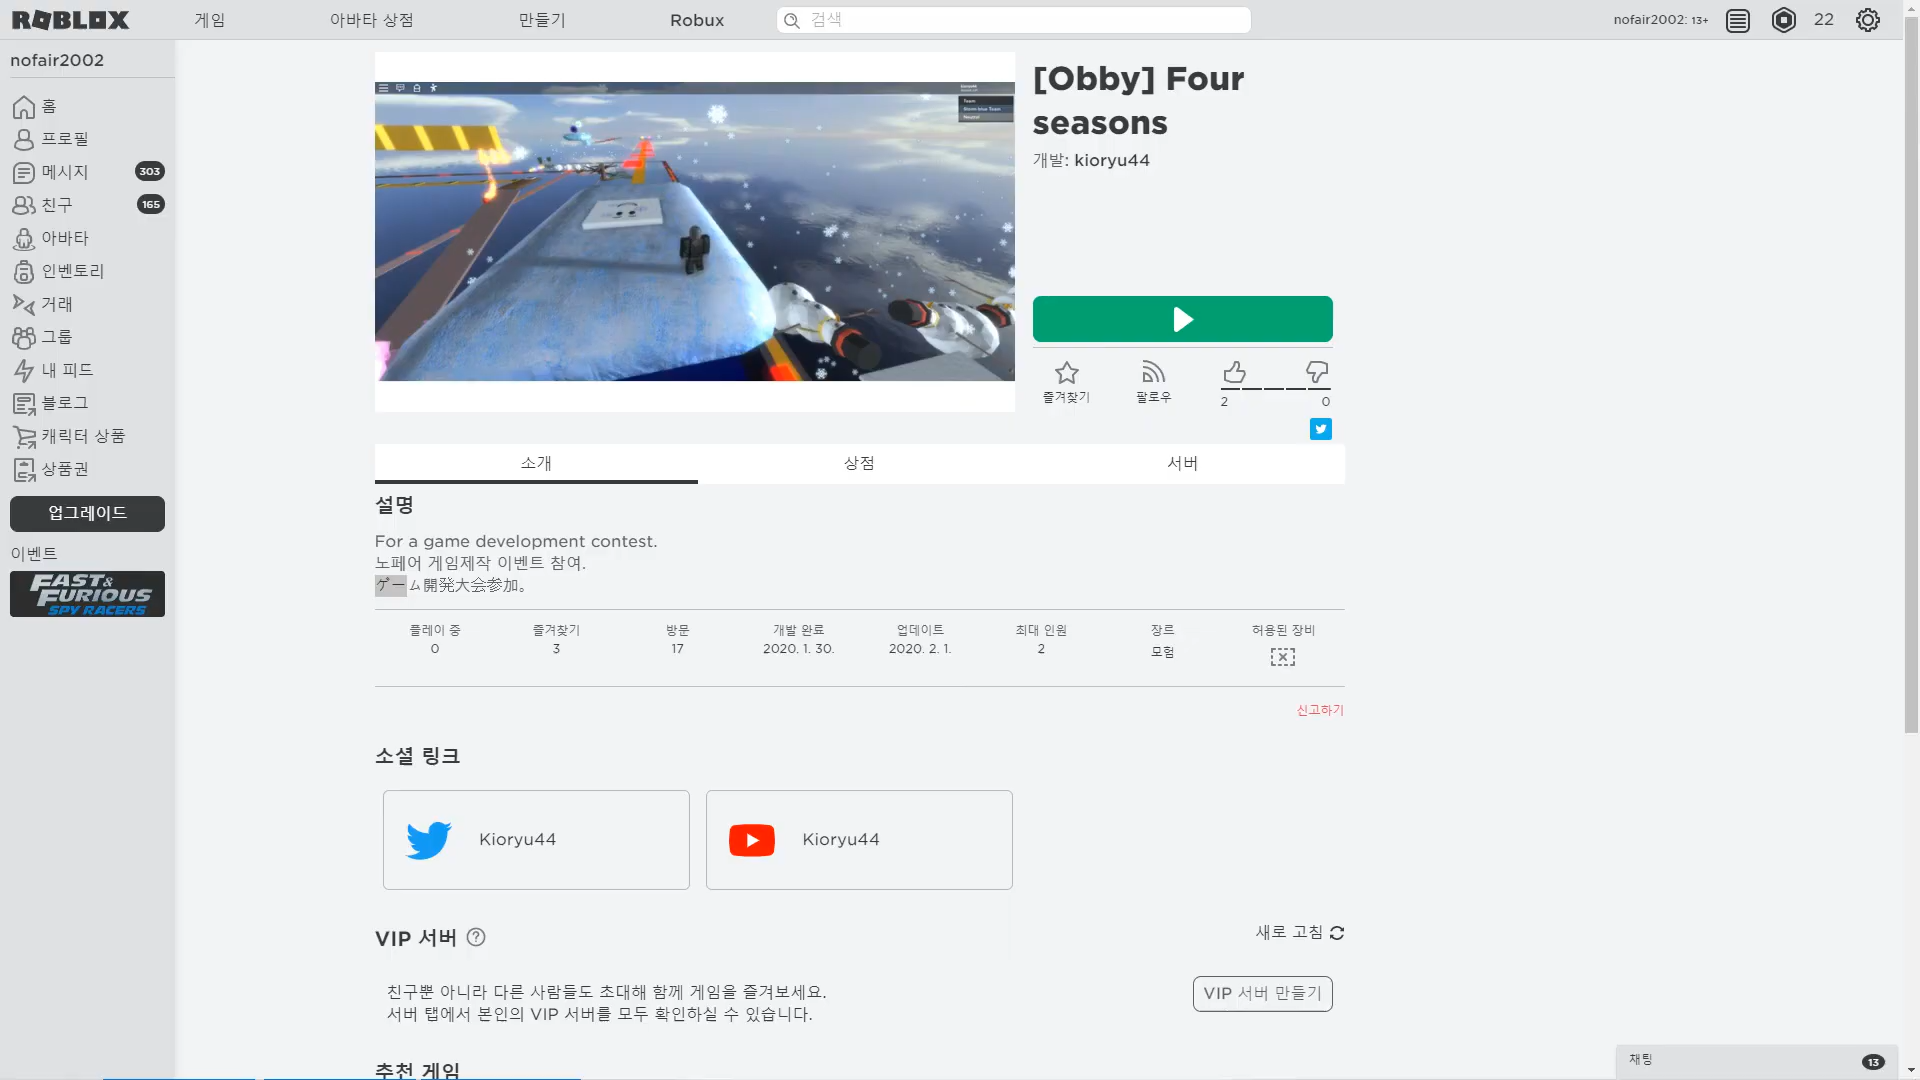 ROBLOX
게임
아바타 상점
만들기
Robux
검색
nofair2002: 13+
22
nofair2002
홈
프로필
메시지 303
친구 165
아바타
인벤토리
거래
그룹
내 피드
블로그
캐릭터 상품
상품권
업그레이드
이벤트
FAST &
FURIOUS
SPY RACERS
[Obby] Four
seasons
개발: kioryu44
즐겨찾기
팔로우
2
0
소개
상점
서버
설명
For a game development contest.
노페어 게임제작 이벤트 참여.
ゲーム開発大会参加。
플레이 중
0
즐겨찾기
3
방문
17
개발 완료
2020. 1. 30.
업데이트
2020. 2. 1.
최대 인원
2
장르
모험
허용된 장비
신고하기
소셜 링크
Kioryu44
Kioryu44
VIP 서버
새로 고침
친구뿐 아니라 다른 사람들도 초대해 함께 게임을 즐겨보세요.
서버 탭에서 본인의 VIP 서버를 모두 확인하실 수 있습니다.
VIP 서버 만들기
추천 게임
채팅
13